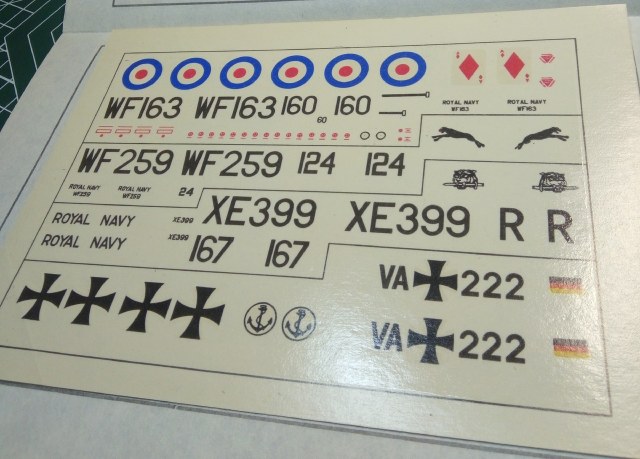 WF163 WF163 160 160
60
ROYAL NAVY
WF163
ROYAL NAVY
WF163
WF259 WF259 124 124
ROYAL NAVY
WF259
ROYAL NAVY
WF259
24
ROYAL NAVY XE399 XE399 XE399 R R
ROYAL NAVY XE399 167 167
VA 222
VA 222